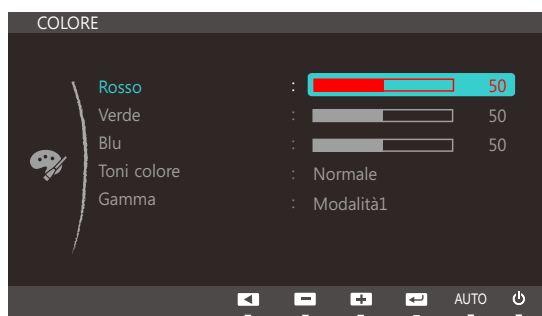 COLORE
Rosso : 50
Verde : 50
Blu : 50
Toni colore : Normale
Gamma : Modalità1
AUTO